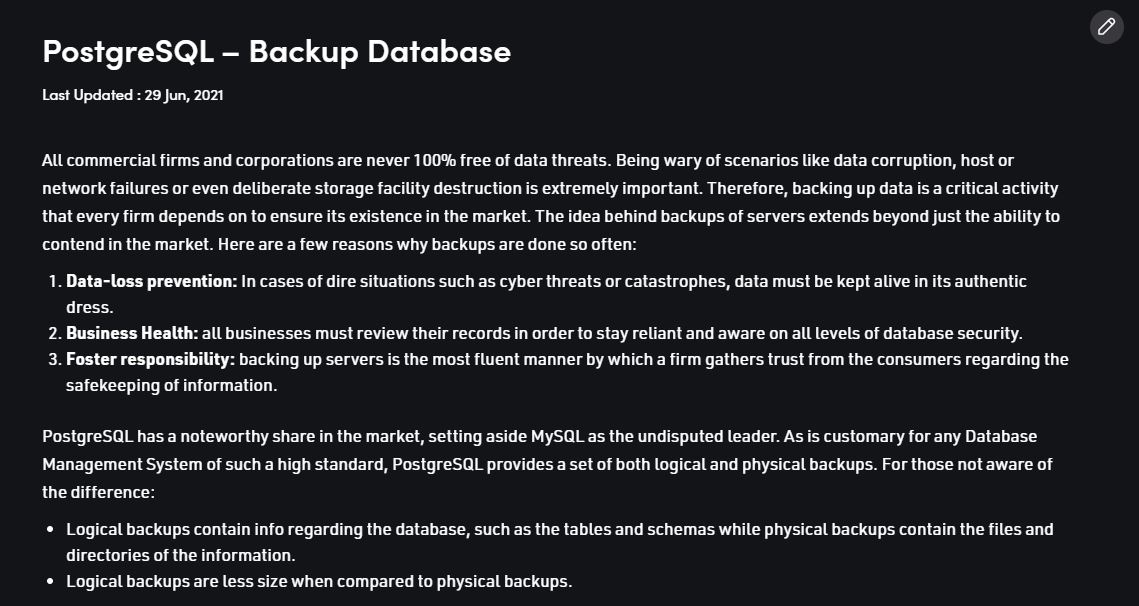 PostgreSQL – Backup Database
Last Updated : 29 Jun, 2021
All commercial firms and corporations are never 100% free of data threats. Being wary of scenarios like data corruption, host or
network failures or even deliberate storage facility destruction is extremely important. Therefore, backing up data is a critical activity
that every firm depends on to ensure its existence in the market. The idea behind backups of servers extends beyond just the ability to
contend in the market. Here are a few reasons why backups are done so often:
1. Data-loss prevention: In cases of dire situations such as cyber threats or catastrophes, data must be kept alive in its authentic
dress.
2. Business Health: all businesses must review their records in order to stay reliant and aware on all levels of database security.
3. Foster responsibility: backing up servers is the most fluent manner by which a firm gathers trust from the consumers regarding the
safekeeping of information.
PostgreSQL has a noteworthy share in the market, setting aside MySQL as the undisputed leader. As is customary for any Database
Management System of such a high standard, PostgreSQL provides a set of both logical and physical backups. For those not aware of
the difference:
• Logical backups contain info regarding the database, such as the tables and schemas while physical backups contain the files and
directories of the information.
• Logical backups are less size when compared to physical backups.